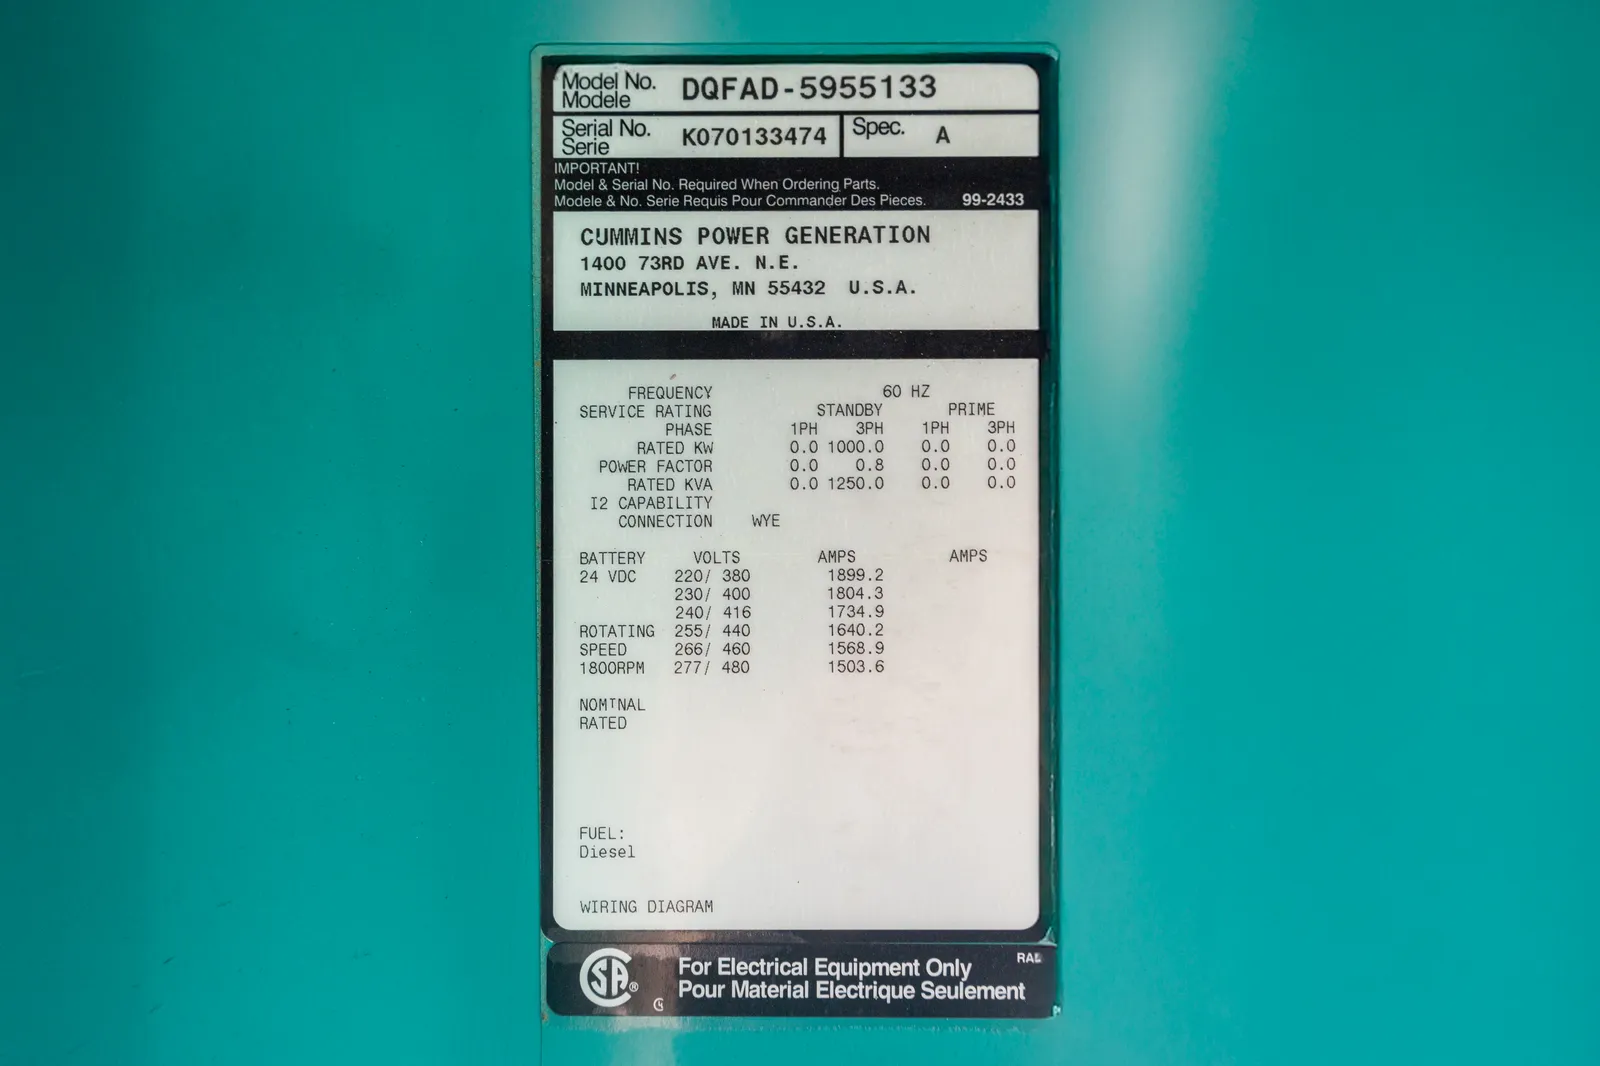 Model No. DQFAD-5955133
Modele
Serial No. K070133474 Spec. A
Serie
IMPORTANT!
Model & Serial No. Required When Ordering Parts.
Modele & No. Serie Requis Pour Commander Des Pieces. 99-2433
CUMMINS POWER GENERATION
1400 73RD AVE. N.E.
MINNEAPOLIS, MN 55432 U.S.A.
MADE IN U.S.A.
FREQUENCY 60 HZ
SERVICE RATING STANDBY PRIME
PHASE 1PH 3PH 1PH 3PH
RATED KW 0.0 1000.0 0.0 0.0
POWER FACTOR 0.0 0.8 0.0 0.0
RATED KVA 0.0 1250.0 0.0 0.0
I2 CAPABILITY
CONNECTION WYE
BATTERY VOLTS AMPS AMPS
24 VDC 220/ 380 1899.2
230/ 400 1804.3
240/ 416 1734.9
ROTATING 255/ 440 1640.2
SPEED 266/ 460 1568.9
1800RPM 277/ 480 1503.6
NOMINAL
RATED
FUEL:
Diesel
WIRING DIAGRAM
SA® For Electrical Equipment Only RAL
Pour Material Electrique Seulement